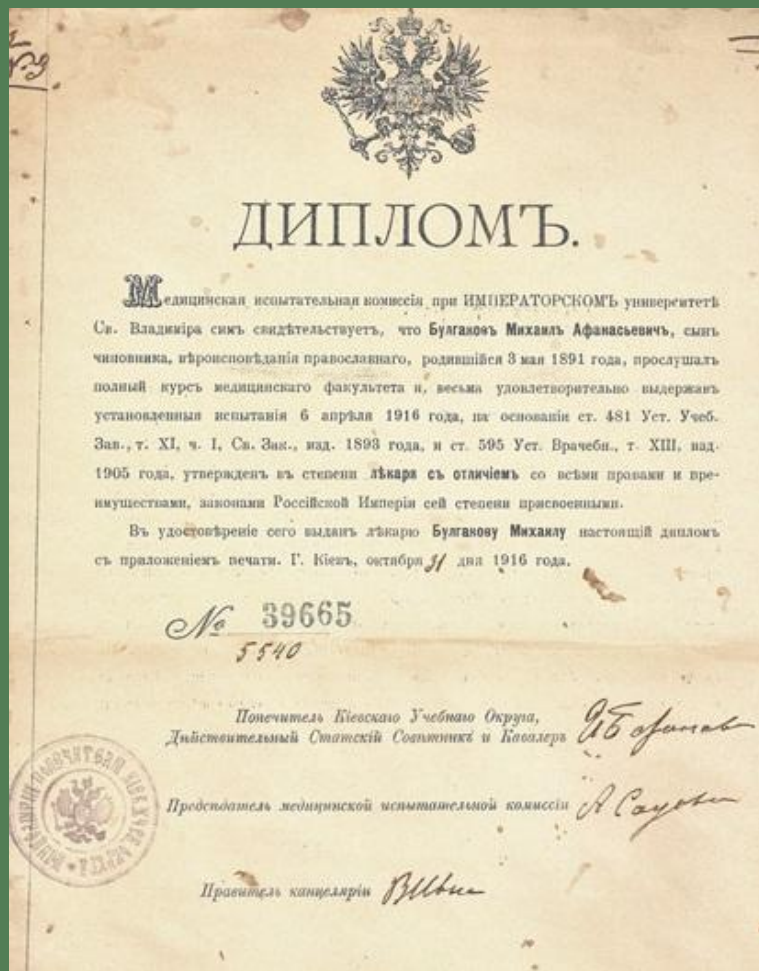 ДИПЛОМЪ.
Медицинская испытательная комиссія при ИМПЕРАТОРСКОМЪ университетѣ
Св. Владиміра симъ свидѣтельствуетъ, что Булгаковъ Михаилъ Афанасьевичъ, сынъ
чиновника, вѣроисповѣданія православнаго, родившійся 3 мая 1891 года, прослушалъ
полный курсъ медицинскаго факультета и, весьма удовлетворительно выдержавъ
установленныя испытанія 6 апрѣля 1916 года, на основаніи ст. 481 Уст. Учеб.
Зав., т. XI, ч. I, Св. Зак., изд. 1893 года, и ст. 595 Уст. Врачебн., т. XIII, изд.
1905 года, утвержденъ въ степени лѣкаря съ отличіемъ со всѣми правами и пре-
имуществами, законами Россійской Имперіи сей степени присвоенными.
Въ удостовѣреніе сего выданъ лѣкарю Булгакову Михаилу настоящій дипломъ
съ приложеніемъ печати. Г. Кіевъ, октября 31 дня 1916 года.
№ 39665
5540
Попечитель Кіевскаго Учебнаго Округа,
Дѣйствительный Статскій Совѣтникъ и Кавалеръ
Предсѣдатель медицинской испытательной комиссіи
Правитель канцеляріи